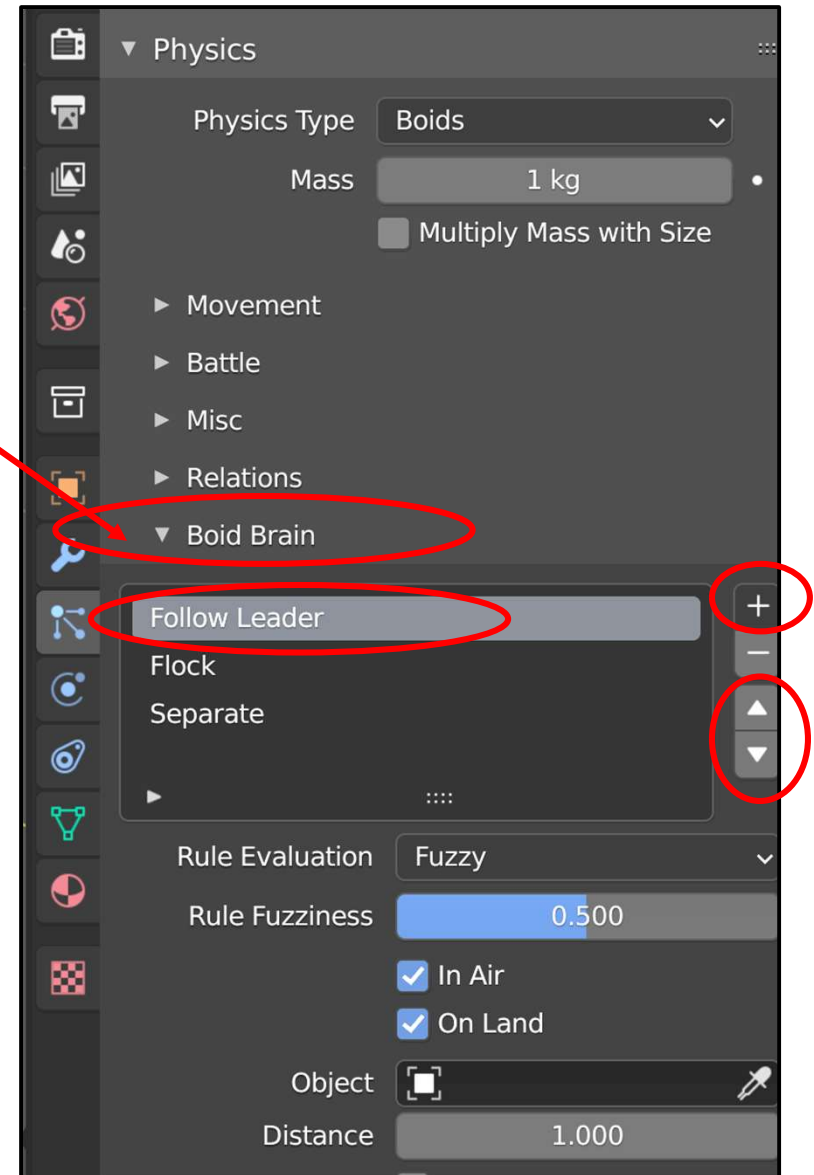 Physics
Physics Type Boids
Mass 1 kg
Multiply Mass with Size
Movement
Battle
Misc
Relations
Boid Brain
Follow Leader
Flock
Separate
Rule Evaluation Fuzzy
Rule Fuzziness 0.500
In Air
On Land
Object
Distance 1.000